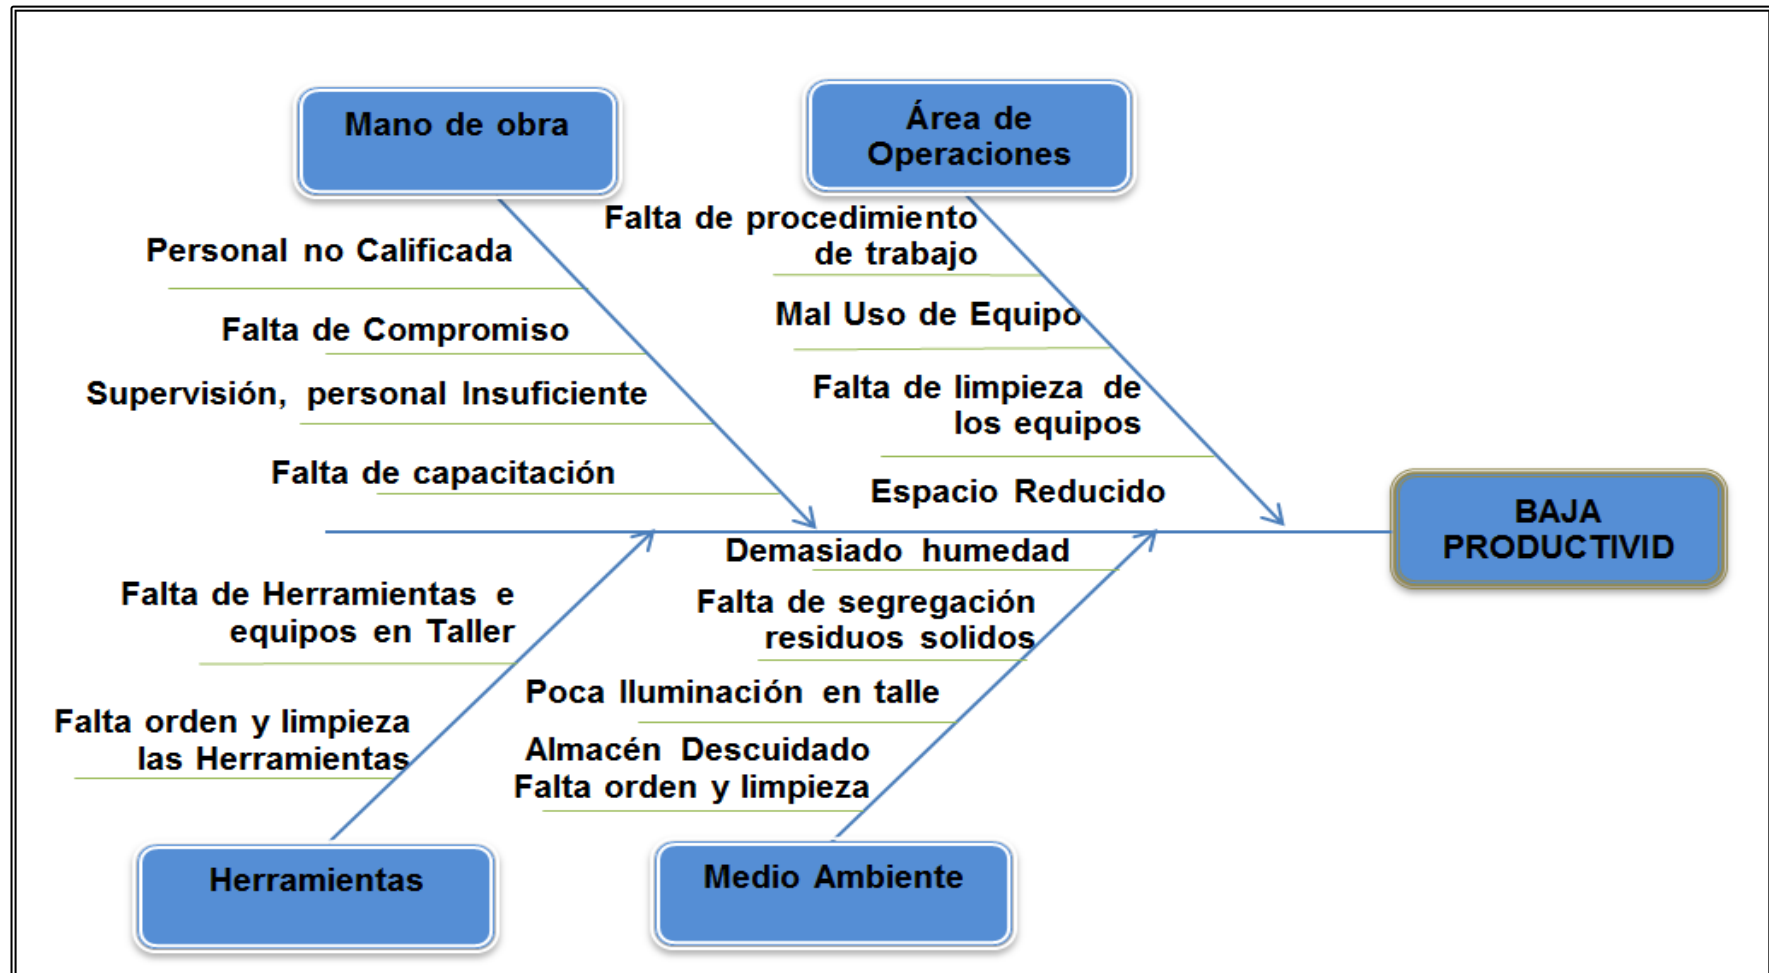 Mano de obra
Área de
Operaciones
Personal no Calificada
Falta de Compromiso
Supervisión, personal Insuficiente
Falta de capacitación
Falta de procedimiento
de trabajo
Mal Uso de Equipo
Falta de limpieza de
los equipos
Espacio Reducido
BAJA
PRODUCTIVID
Falta de Herramientas e
equipos en Taller
Falta orden y limpieza
las Herramientas
Demasiado humedad
Falta de segregación
residuos solidos
Poca Iluminación en talle
Almacén Descuidado
Falta orden y limpieza
Herramientas
Medio Ambiente